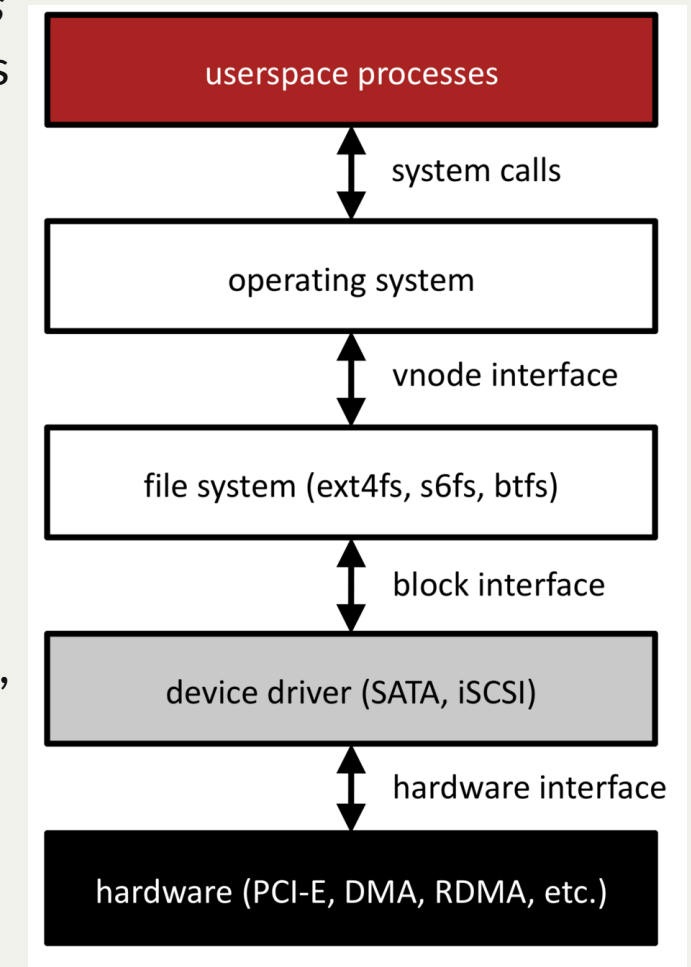 s
userspace processes
system calls
operating system
vnode interface
file system (ext4fs, s6fs, btfs)
block interface
,
device driver (SATA, iSCSI)
hardware interface
hardware (PCI-E, DMA, RDMA, etc.)